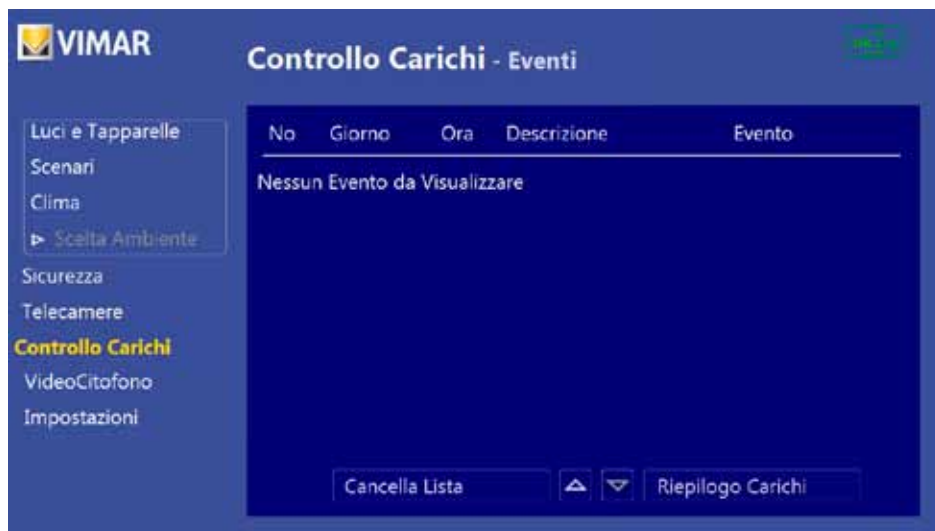 VIMAR
Controllo Carichi - Eventi
Luci e Tapparelle
Scenari
Clima
Scelta Ambiente
Sicurezza
Telecamere
Controllo Carichi
VideoCitofono
Impostazioni
No Giorno Ora Descrizione Evento
Nessun Evento da Visualizzare
Cancella Lista
Riepilogo Carichi